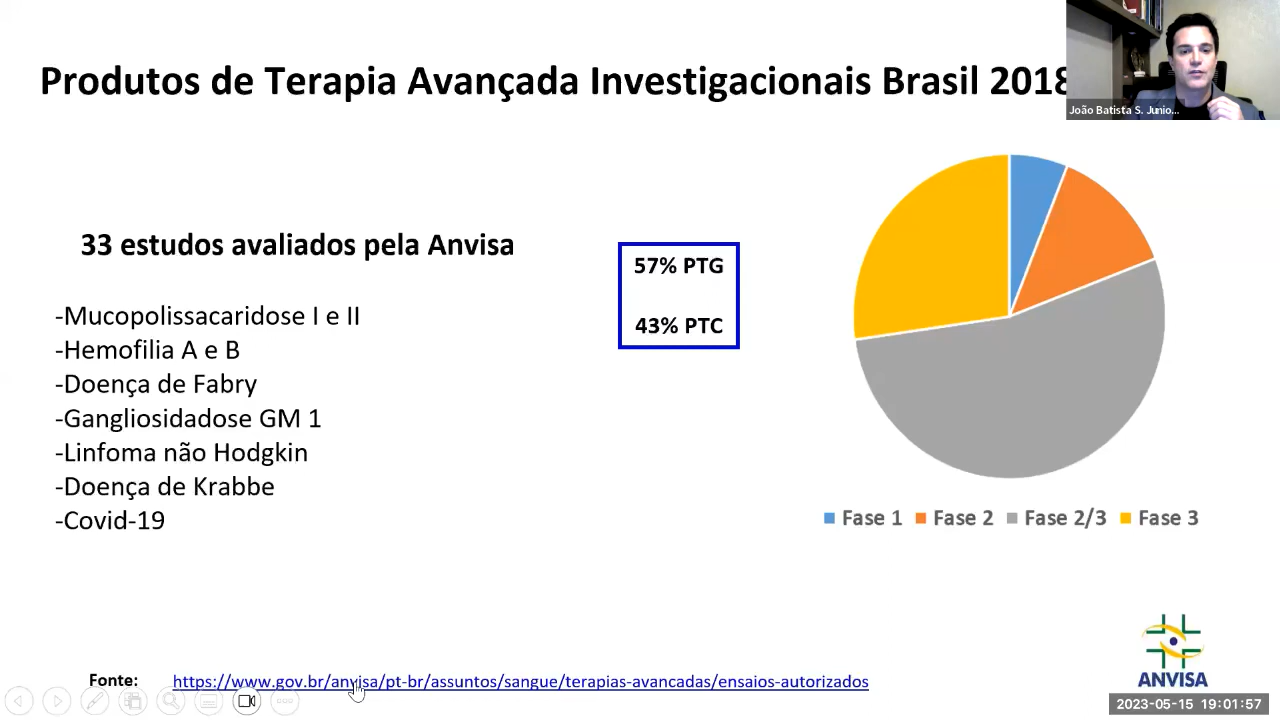 Produtos de Terapia Avançada Investigacionais Brasil 2018
João Batista S. Junio...
33 estudos avaliados pela Anvisa
57% PTG
43% PTC
-Mucopolissacaridose I e II
-Hemofilia A e B
-Doença de Fabry
-Gangliosidadose GM 1
-Linfoma não Hodgkin
-Doença de Krabbe
-Covid-19
Fase 1 Fase 2 Fase 2/3 Fase 3
Fonte: https://www.gov.br/anvisa/pt-br/assuntos/sangue/terapias-avancadas/ensaios-autorizados
ANVISA
2023-05-15 19:01:57